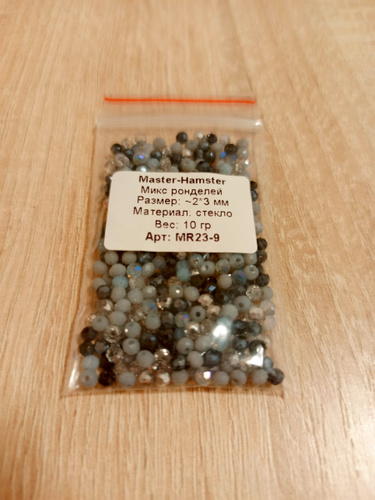 Master-Hamster
Микс ронделей
Размер: ~2*3 мм
Материал: стекло
Вес: 10 гр
Арт: MR23-9